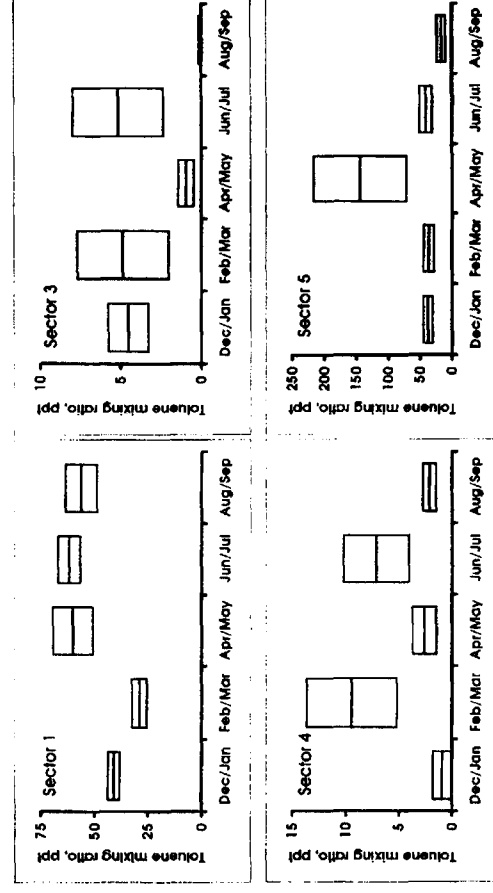 Sector 1
Toluene mixing ratio, ppt
75
50
25
0
Dec/Jan Feb/Mar Apr/May Jun/Jul Aug/Sep
Sector 3
Toluene mixing ratio, ppt
10
5
0
Dec/Jan Feb/Mar Apr/May Jun/Jul Aug/Sep
Sector 4
Toluene mixing ratio, ppt
15
10
5
0
Dec/Jan Feb/Mar Apr/May Jun/Jul Aug/Sep
Sector 5
Toluene mixing ratio, ppt
250
200
150
100
50
0
Dec/Jan Feb/Mar Apr/May Jun/Jul Aug/Sep